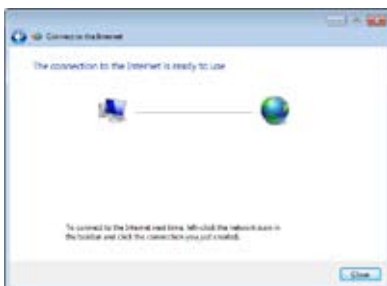 Connect to the Internet
The connection to the Internet is ready to use
To connect to the Internet next time, left-click the network icon in
the taskbar and click the connection you just created.
Close